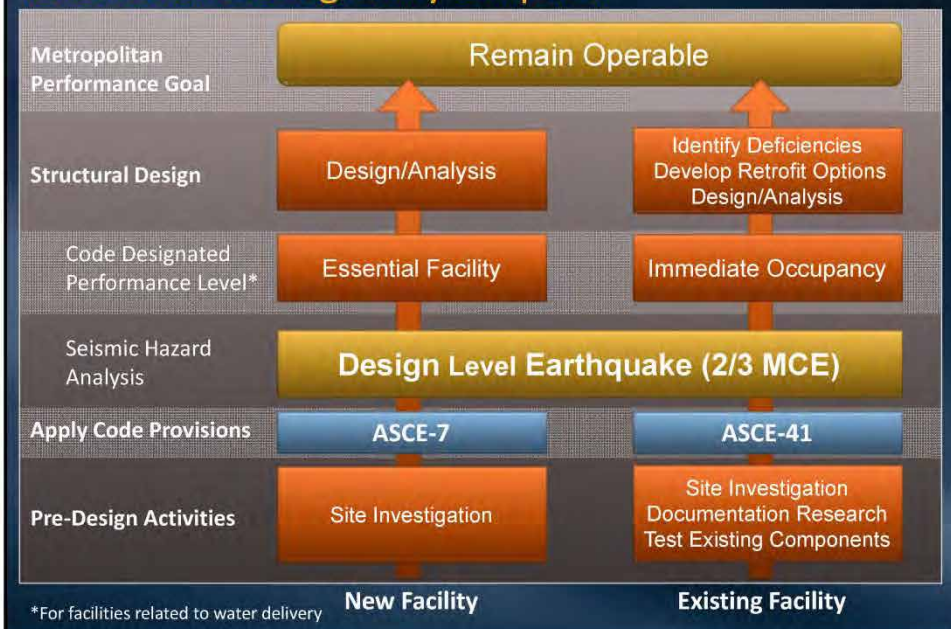 Metropolitan
Performance Goal
Remain Operable
Structural Design
Design/Analysis
Identify Deficiencies
Develop Retrofit Options
Design/Analysis
Code Designated
Performance Level*
Essential Facility
Immediate Occupancy
Seismic Hazard
Analysis
Design Level Earthquake (2/3 MCE)
Apply Code Provisions
ASCE-7
ASCE-41
Pre-Design Activities
Site Investigation
Site Investigation
Documentation Research
Test Existing Components
*For facilities related to water delivery
New Facility
Existing Facility